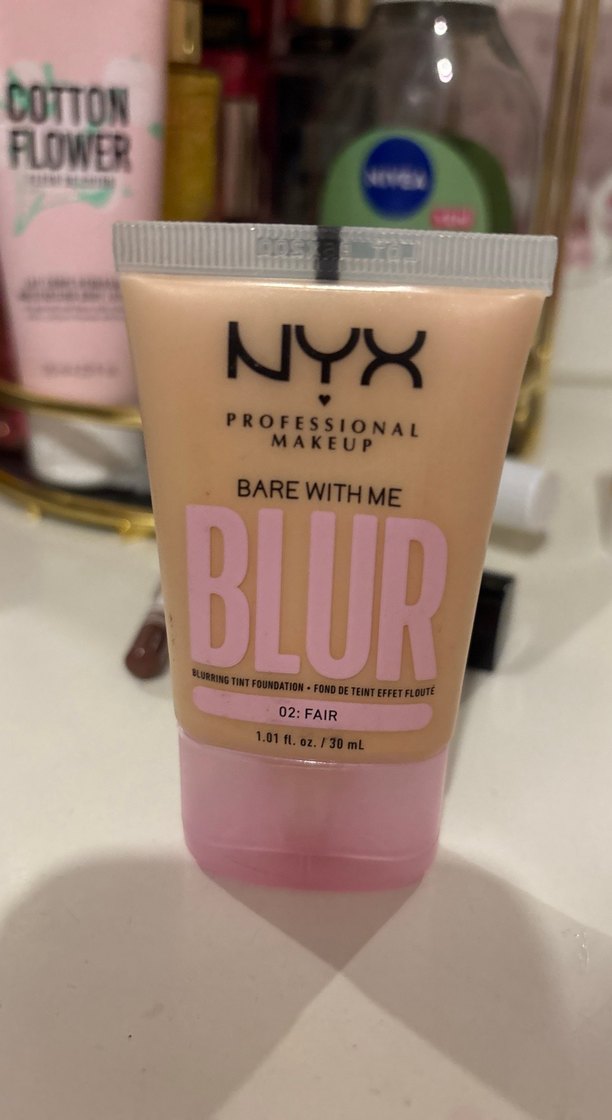 COTTON
FLOWER
NIVEA
NYX
PROFESSIONAL
MAKEUP
BARE WITH ME
BLUR
BLURRING TINT FOUNDATION • FOND DE TEINT EFFET FLOUTÉ
02: FAIR
1.01 fl. oz. / 30 mL